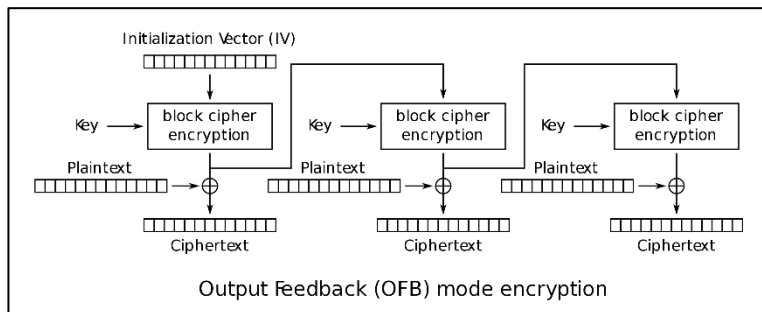 Initialization Vector (IV)
Key
block cipher
encryption
Key
block cipher
encryption
Key
block cipher
encryption
Plaintext
Plaintext
Plaintext
Ciphertext
Ciphertext
Ciphertext
Output Feedback (OFB) mode encryption